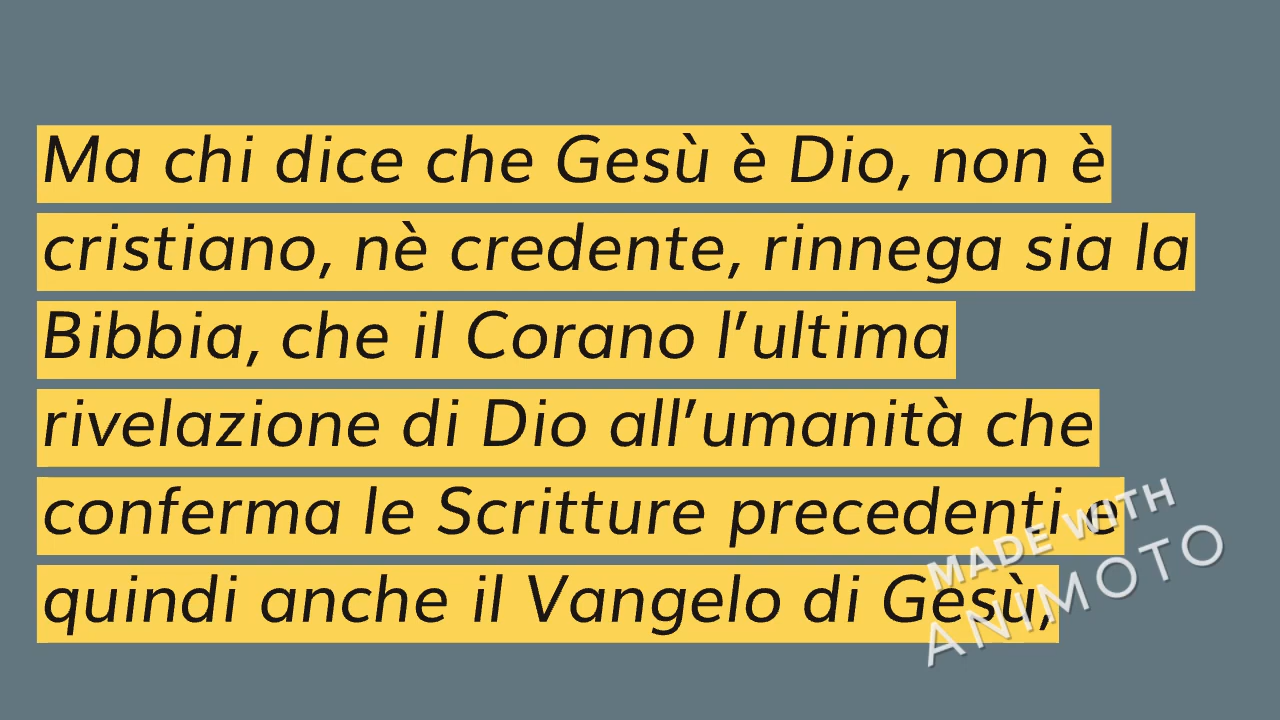 Ma chi dice che Gesù è Dio, non è
cristiano, nè credente, rinnega sia la
Bibbia, che il Corano l’ultima
rivelazione di Dio all’umanità che
conferma le Scritture precedenti e
quindi anche il Vangelo di Gesù,
MADE WITH
ANIMOTO